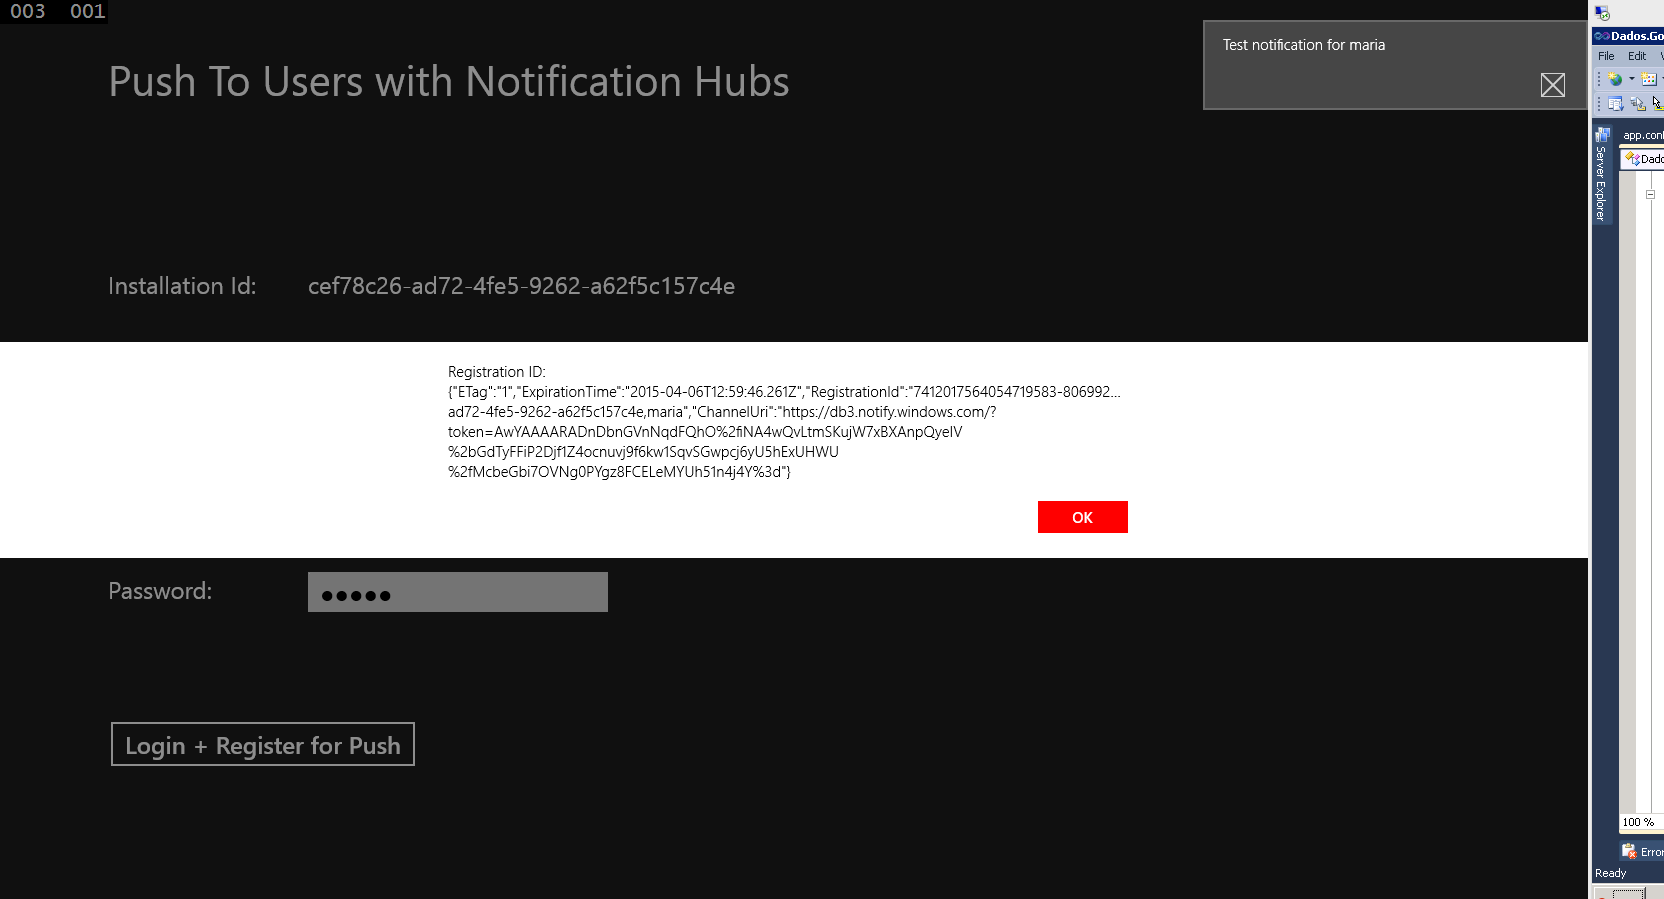 003 001
Test notification for maria
Push To Users with Notification Hubs
Installation Id: cef78c26-ad72-4fe5-9262-a62f5c157c4e
Registration ID:
{"ETag":"1","ExpirationTime":"2015-04-06T12:59:46.261Z","RegistrationId":"7412017564054719583-806992...
ad72-4fe5-9262-a62f5c157c4e,maria","ChannelUri":"https://db3.notify.windows.com/?
token=AwYAAAARADnDbnGVnNqdFQhO%2fiNA4wQvLtmSKujW7xBXAnpQyeIV
%2bGdTyFFiP2Djf1Z4ocnuvj9f6kw1SqvSGwpcj6yU5hExUHWU
%2fMcbeGbi7OVNg0PYgz8FCELeMYUh51n4j4Y%3d"}
OK
Password:
Login + Register for Push
Dados.Go
File Edit V
app.conf
Dado
Server Explorer
100 %
Error
Ready